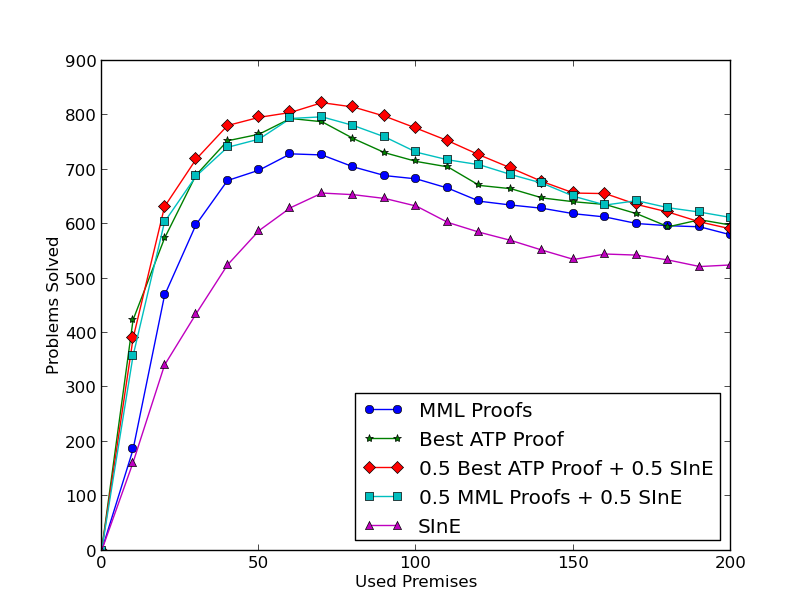 900
800
700
600
500
400
300
200
100
0
Problems Solved
0 50 100 150 200
Used Premises
MML Proofs
Best ATP Proof
0.5 Best ATP Proof + 0.5 SInE
0.5 MML Proofs + 0.5 SInE
SInE